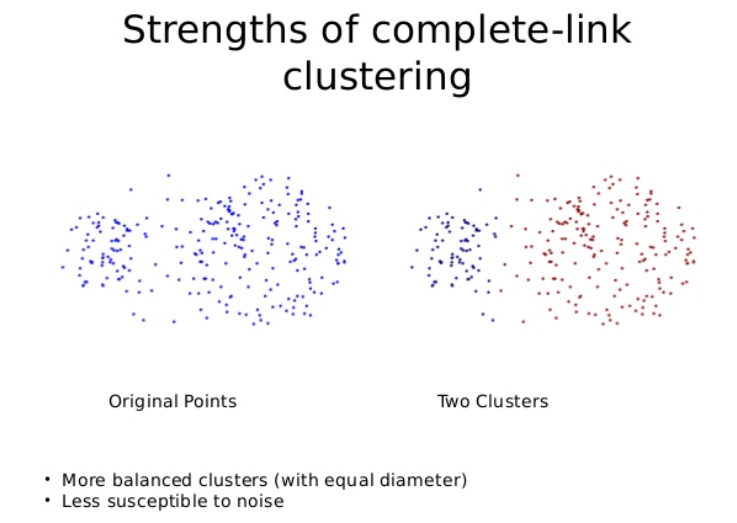 Strengths of complete-link
clustering
Original Points
Two Clusters
• More balanced clusters (with equal diameter)
• Less susceptible to noise